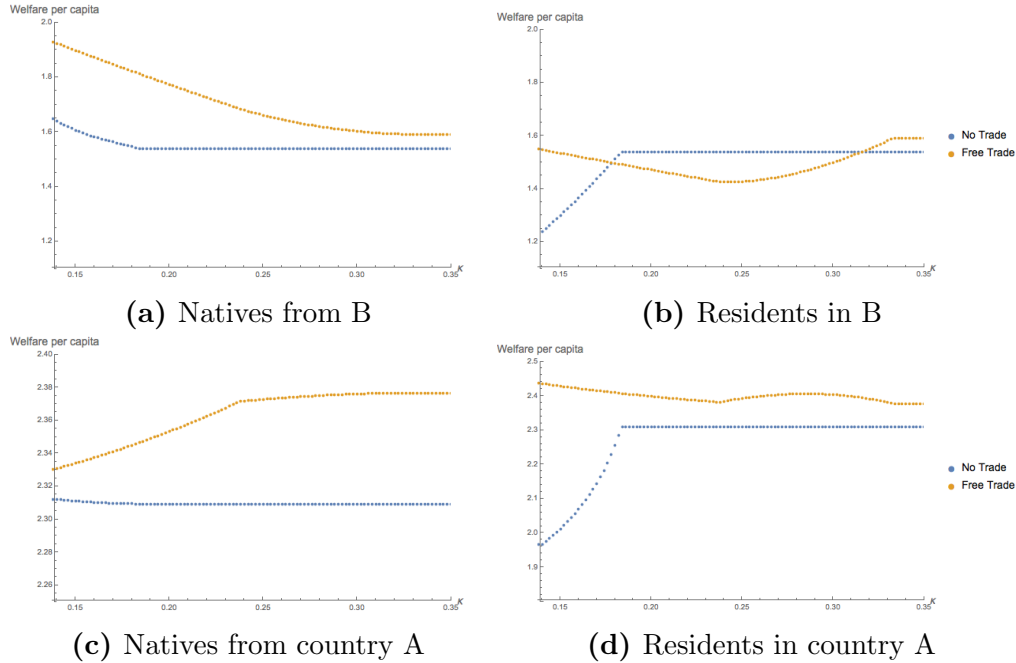 Welfare per capita
2.0
1.8
1.6
1.4
1.2
0.15 0.20 0.25 0.30 0.35 κ
(a) Natives from B
Welfare per capita
2.0
1.8
1.6
1.4
1.2
0.15 0.20 0.25 0.30 0.35 κ
No Trade
Free Trade
(b) Residents in B
Welfare per capita
2.40
2.38
2.36
2.34
2.32
2.30
2.28
2.26
0.15 0.20 0.25 0.30 0.35 κ
(c) Natives from country A
Welfare per capita
2.5
2.4
2.3
2.2
2.1
2.0
1.9
0.15 0.20 0.25 0.30 0.35 κ
No Trade
Free Trade
(d) Residents in country A